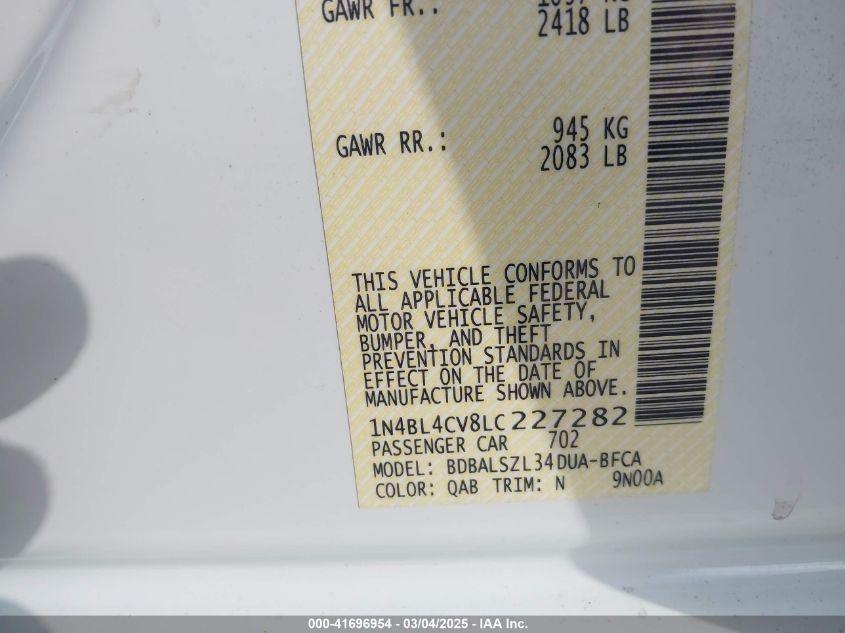 GAWR FR.:
2418 LB
GAWR RR.: 945 KG
2083 LB
THIS VEHICLE CONFORMS TO
ALL APPLICABLE FEDERAL
MOTOR VEHICLE SAFETY,
BUMPER, AND THEFT
PREVENTION STANDARDS IN
EFFECT ON THE DATE OF
MANUFACTURE SHOWN ABOVE.
1N4BL4CV8LC227282
PASSENGER CAR 702
MODEL: BDBALSZL34DUA-BFCA
COLOR: QAB TRIM: N 9N00A
000-41696954 - 03/04/2025 - IAA Inc.